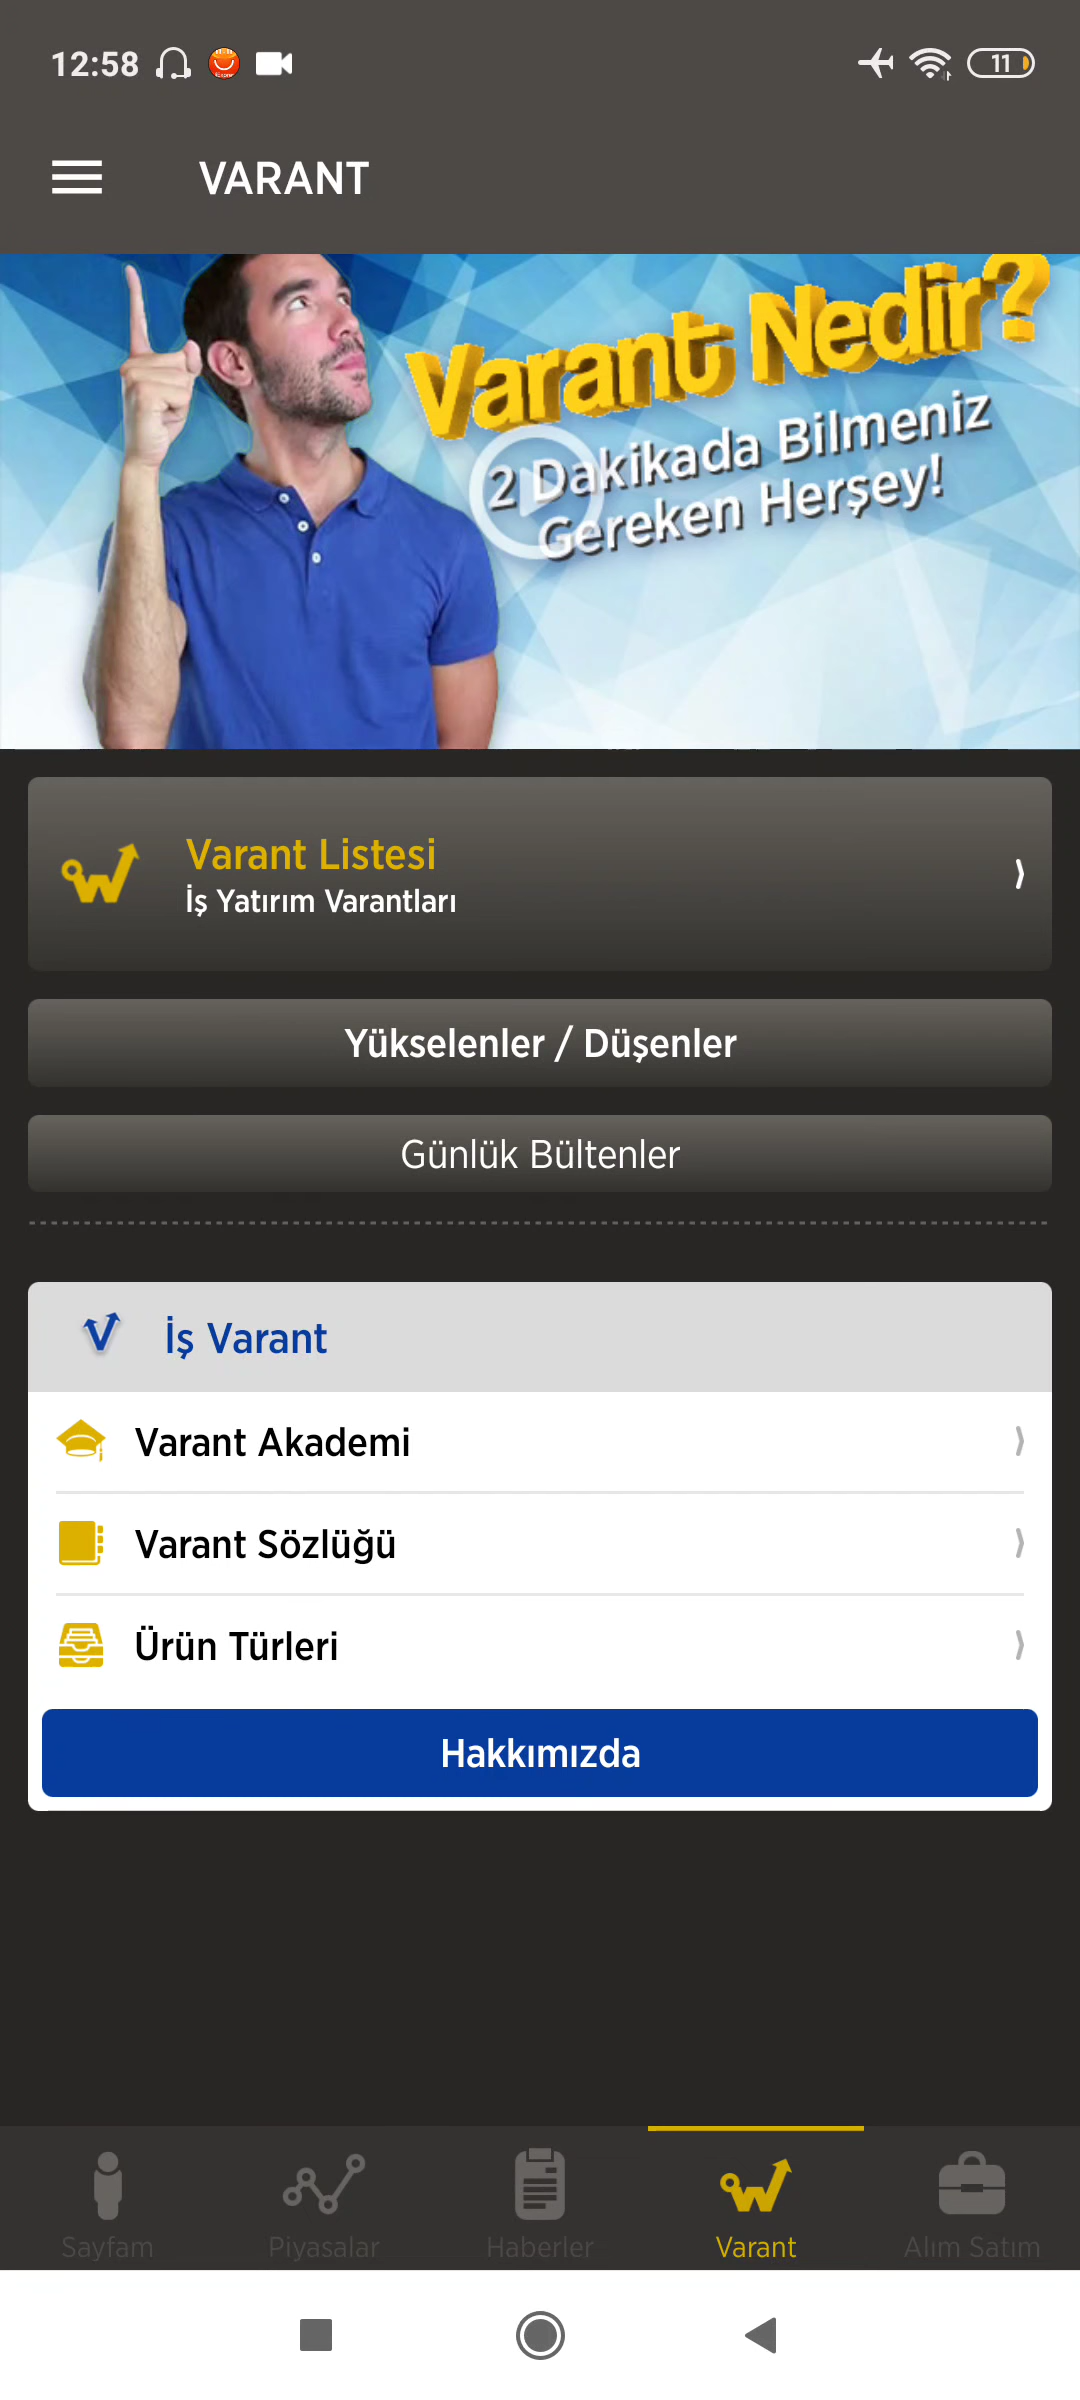 12:58
11
VARANT
Varant Nedir?
2 Dakikada Bilmeniz
Gereken Herşey!
Varant Listesi
İş Yatırım Varantları
Yükselenler / Düşenler
Günlük Bültenler
İş Varant
Varant Akademi
Varant Sözlüğü
Ürün Türleri
Hakkımızda
Sayfam
Piyasalar
Haberler
Varant
Alım Satım